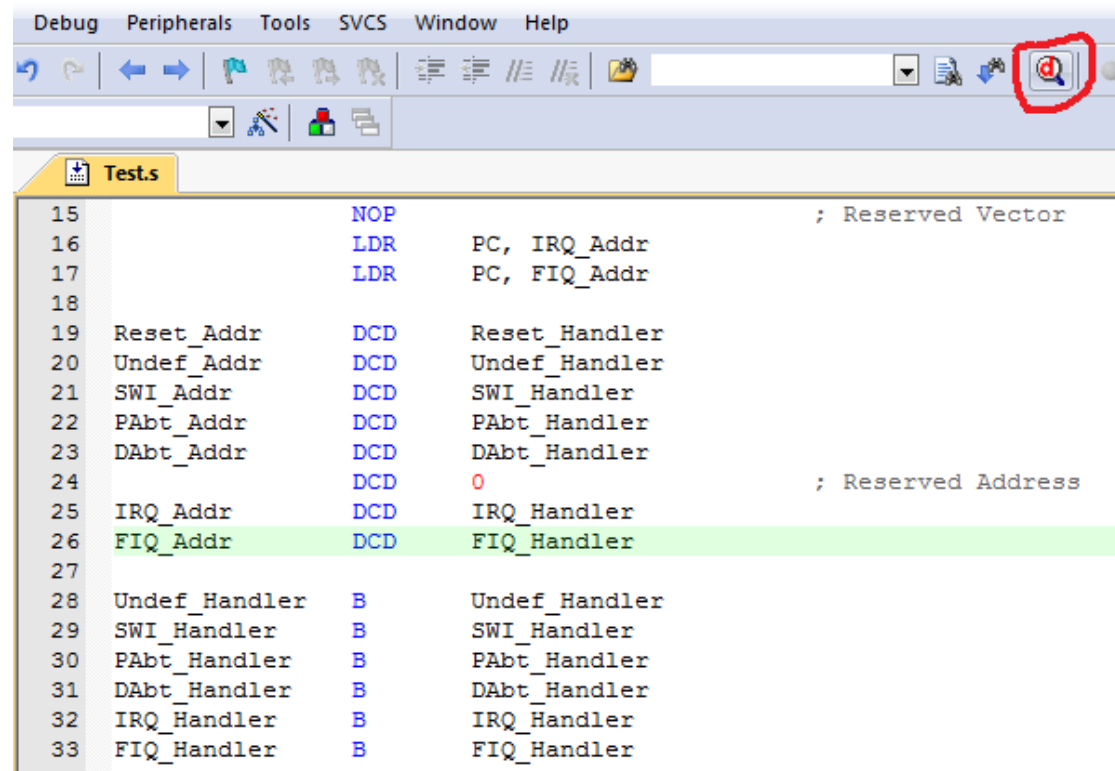 Debug Peripherals Tools SVCS Window Help
d
Test.s
15 NOP ; Reserved Vector
16 LDR PC, IRQ_Addr
17 LDR PC, FIQ_Addr
18
19 Reset_Addr DCD Reset_Handler
20 Undef_Addr DCD Undef_Handler
21 SWI_Addr DCD SWI_Handler
22 PAbt_Addr DCD PAbt_Handler
23 DAbt_Addr DCD DAbt_Handler
24 DCD 0 ; Reserved Address
25 IRQ_Addr DCD IRQ_Handler
26 FIQ_Addr DCD FIQ_Handler
27
28 Undef_Handler B Undef_Handler
29 SWI_Handler B SWI_Handler
30 PAbt_Handler B PAbt_Handler
31 DAbt_Handler B DAbt_Handler
32 IRQ_Handler B IRQ_Handler
33 FIQ_Handler B FIQ_Handler